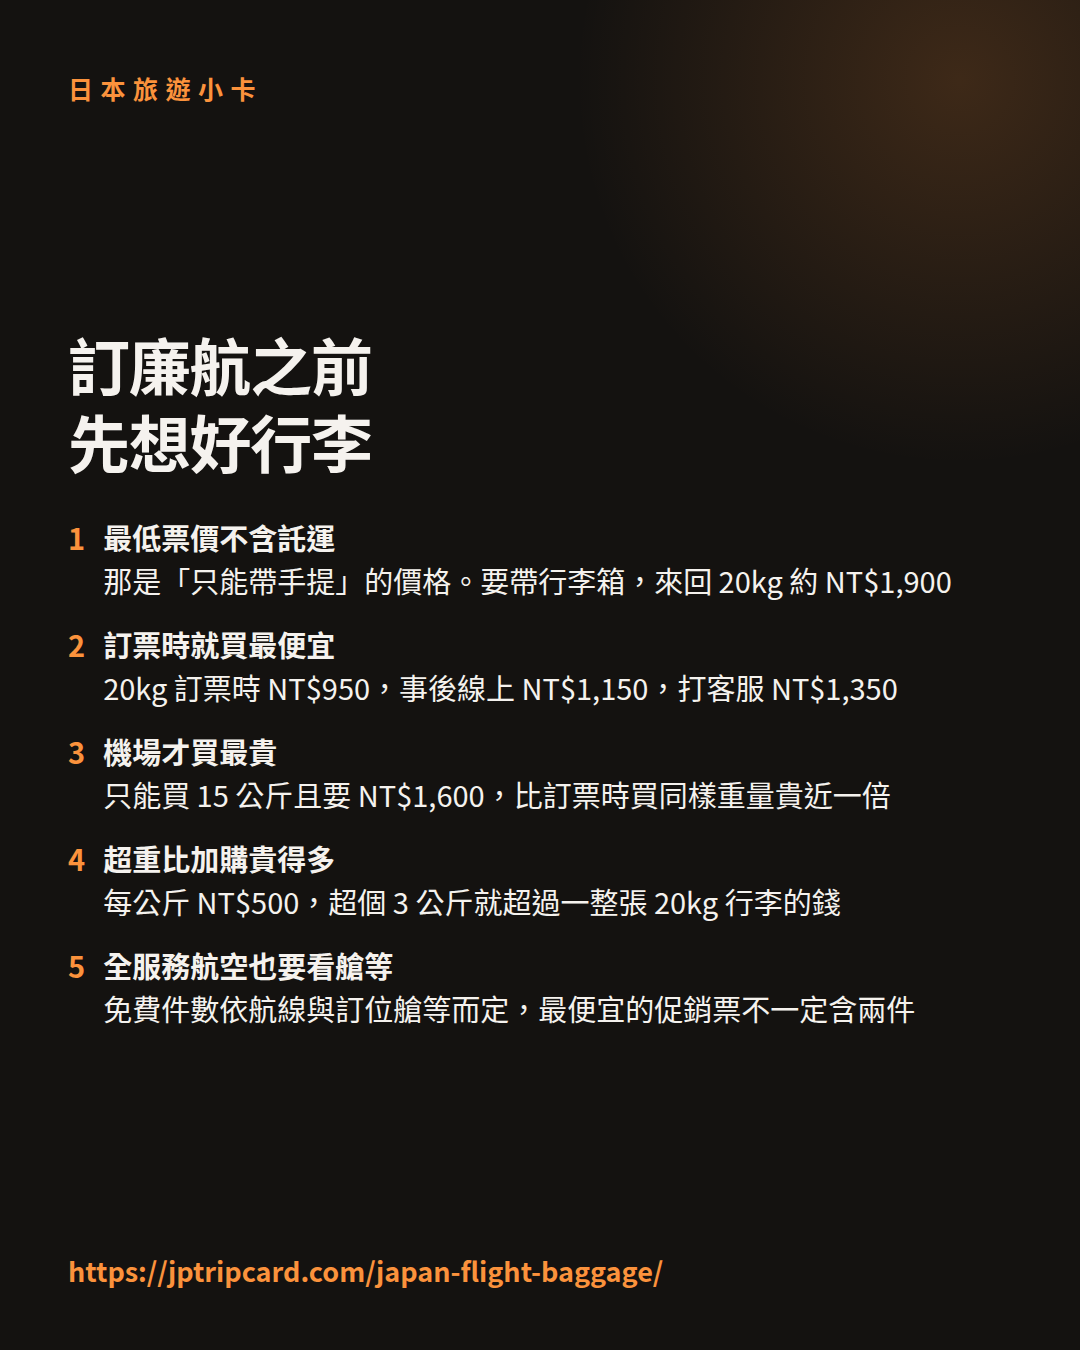 日本旅遊小卡
訂廉航之前
先想好行李
1 最低票價不含託運
那是「只能帶手提」的價格。要帶行李箱，來回 20kg 約 NT$1,900
2 訂票時就買最便宜
20kg 訂票時 NT$950，事後線上 NT$1,150，打客服 NT$1,350
3 機場才買最貴
只能買 15 公斤且要 NT$1,600，比訂票時買同樣重量貴近一倍
4 超重比加購貴得多
每公斤 NT$500，超個 3 公斤就超過一整張 20kg 行李的錢
5 全服務航空也要看艙等
免費件數依航線與訂位艙等而定，最便宜的促銷票不一定含兩件
https://jptripcard.com/japan-flight-baggage/